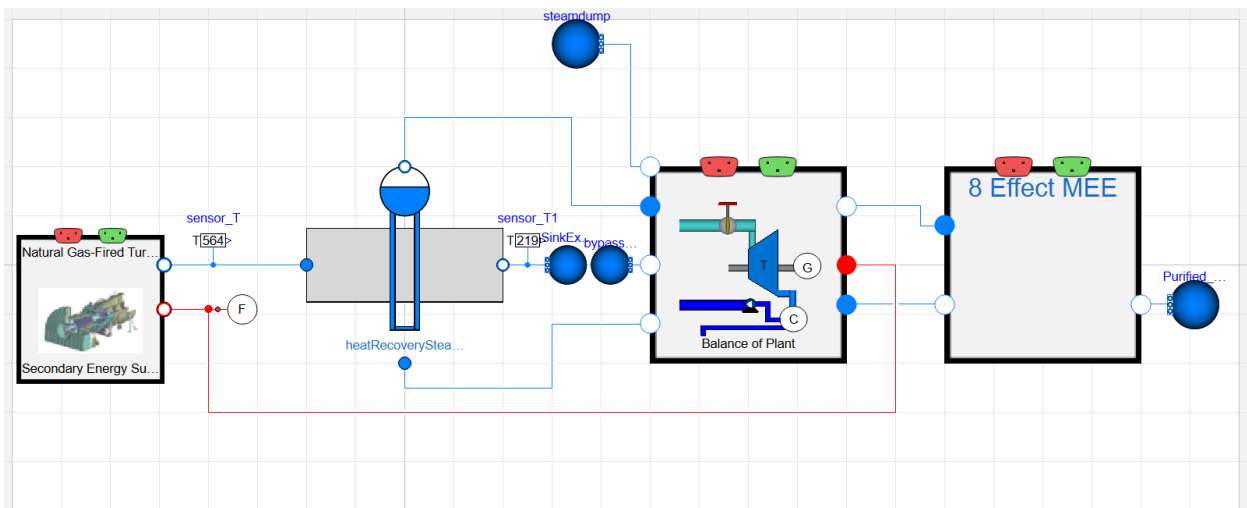 steamdump
8 Effect MEE
sensor_T
sensor_T1
T 564>
T 219
SinkEx...
bypass...
Natural Gas-Fired Tur...
T
G
Purified_...
F
C
heatRecoverySteа...
Balance of Plant
Secondary Energy Su...